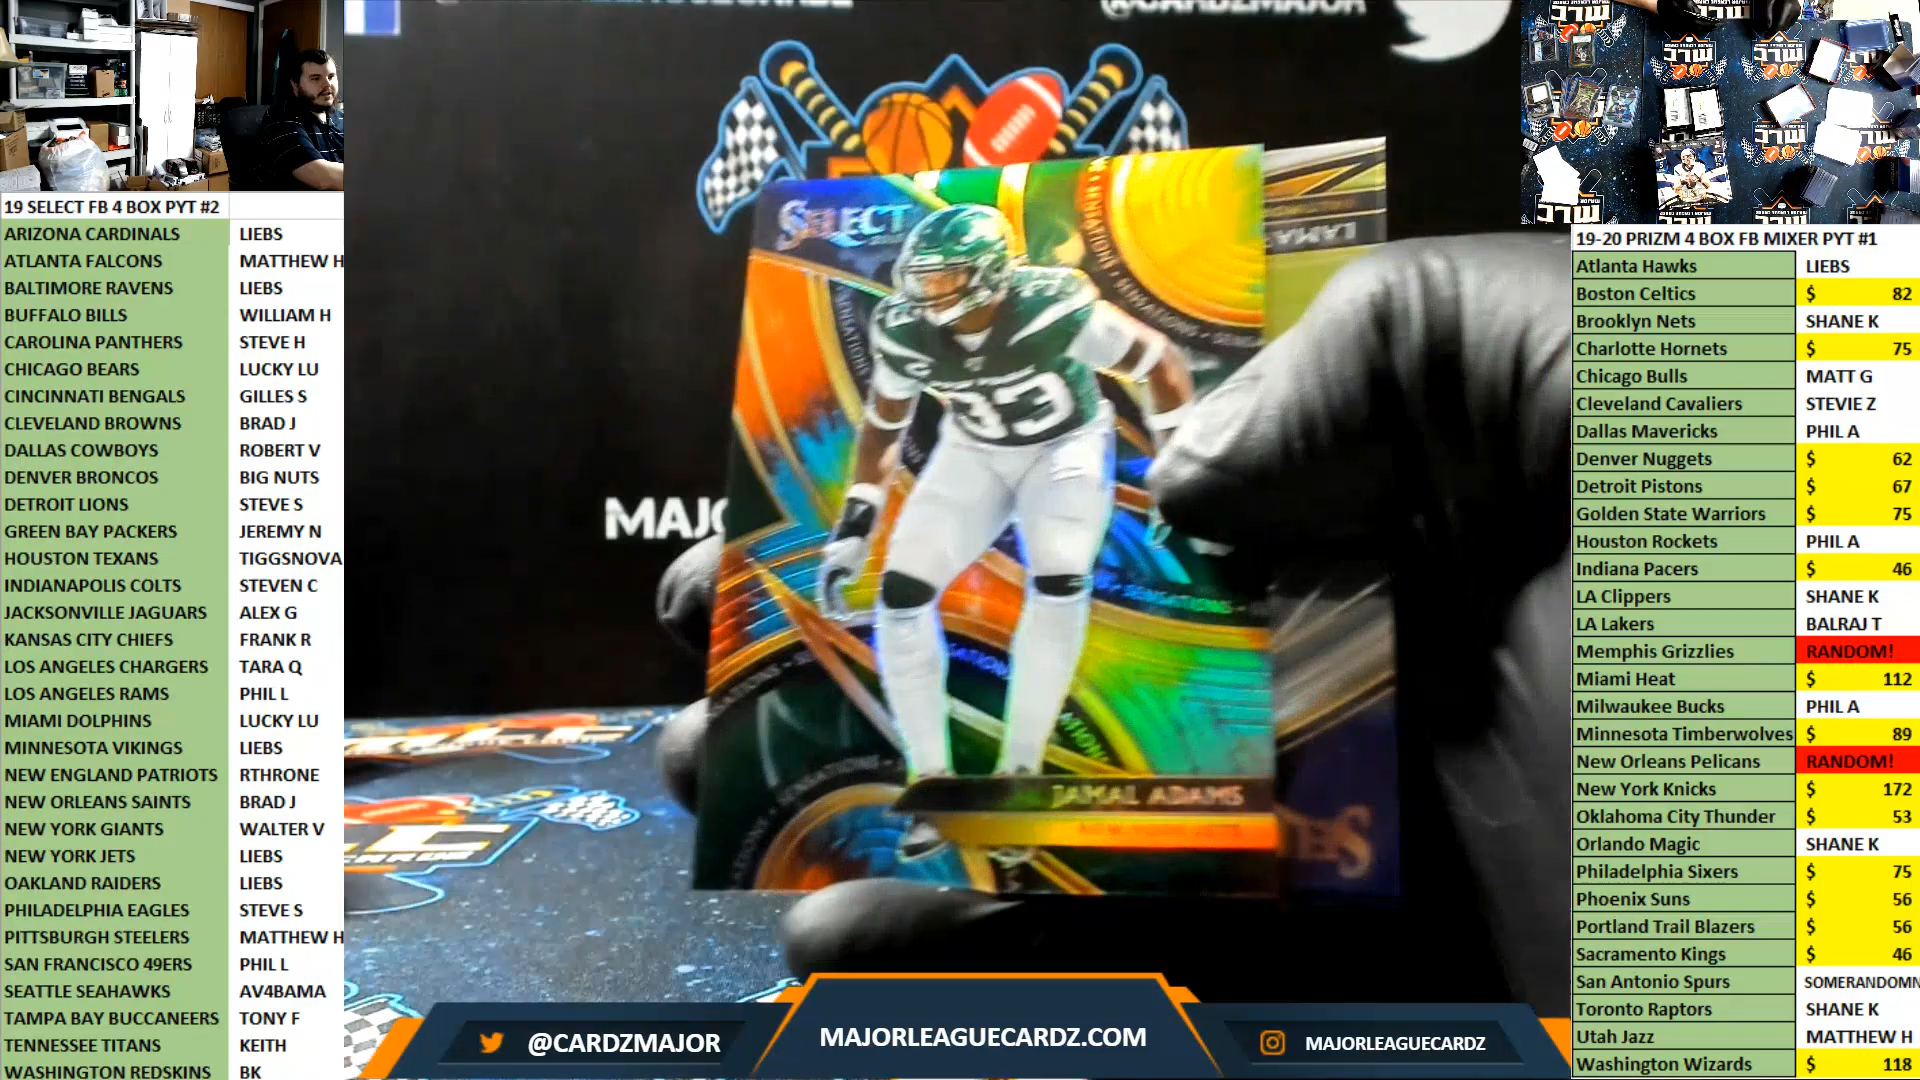 19 SELECT FB 4 BOX PYT #2
ARIZONA CARDINALS LIEBS
ATLANTA FALCONS MATTHEW H
BALTIMORE RAVENS LIEBS
BUFFALO BILLS WILLIAM H
CAROLINA PANTHERS STEVE H
CHICAGO BEARS LUCKY LU
CINCINNATI BENGALS GILLES S
CLEVELAND BROWNS BRAD J
DALLAS COWBOYS ROBERT V
DENVER BRONCOS BIG NUTS
DETROIT LIONS STEVE S
GREEN BAY PACKERS JEREMY N
HOUSTON TEXANS TIGGSNOVA
INDIANAPOLIS COLTS STEVEN C
JACKSONVILLE JAGUARS ALEX G
KANSAS CITY CHIEFS FRANK R
LOS ANGELES CHARGERS TARA Q
LOS ANGELES RAMS PHIL L
MIAMI DOLPHINS LUCKY LU
MINNESOTA VIKINGS LIEBS
NEW ENGLAND PATRIOTS RTHRONE
NEW ORLEANS SAINTS BRAD J
NEW YORK GIANTS WALTER V
NEW YORK JETS LIEBS
OAKLAND RAIDERS LIEBS
PHILADELPHIA EAGLES STEVE S
PITTSBURGH STEELERS MATTHEW H
SAN FRANCISCO 49ERS PHIL L
SEATTLE SEAHAWKS AV4BAMA
TAMPA BAY BUCCANEERS TONY F
TENNESSEE TITANS KEITH
WASHINGTON REDSKINS BK
@CARDZMAJOR
SELECT
33
SENSATIONS
JAMAL ADAMS
MAJO
@CARDZMAJOR
MAJORLEAGUECARDZ.COM
MAJORLEAGUECARDZ
19-20 PRIZM 4 BOX FB MIXER PYT #1
Atlanta Hawks LIEBS
Boston Celtics $ 82
Brooklyn Nets SHANE K
Charlotte Hornets $ 75
Chicago Bulls MATT G
Cleveland Cavaliers STEVIE Z
Dallas Mavericks PHIL A
Denver Nuggets $ 62
Detroit Pistons $ 67
Golden State Warriors $ 75
Houston Rockets PHIL A
Indiana Pacers $ 46
LA Clippers SHANE K
LA Lakers BALRAJ T
Memphis Grizzlies RANDOM!
Miami Heat $ 112
Milwaukee Bucks PHIL A
Minnesota Timberwolves $ 89
New Orleans Pelicans RANDOM!
New York Knicks $ 172
Oklahoma City Thunder $ 53
Orlando Magic SHANE K
Philadelphia Sixers $ 75
Phoenix Suns $ 56
Portland Trail Blazers $ 56
Sacramento Kings $ 46
San Antonio Spurs SOMERANDOMN
Toronto Raptors SHANE K
Utah Jazz MATTHEW H
Washington Wizards $ 118